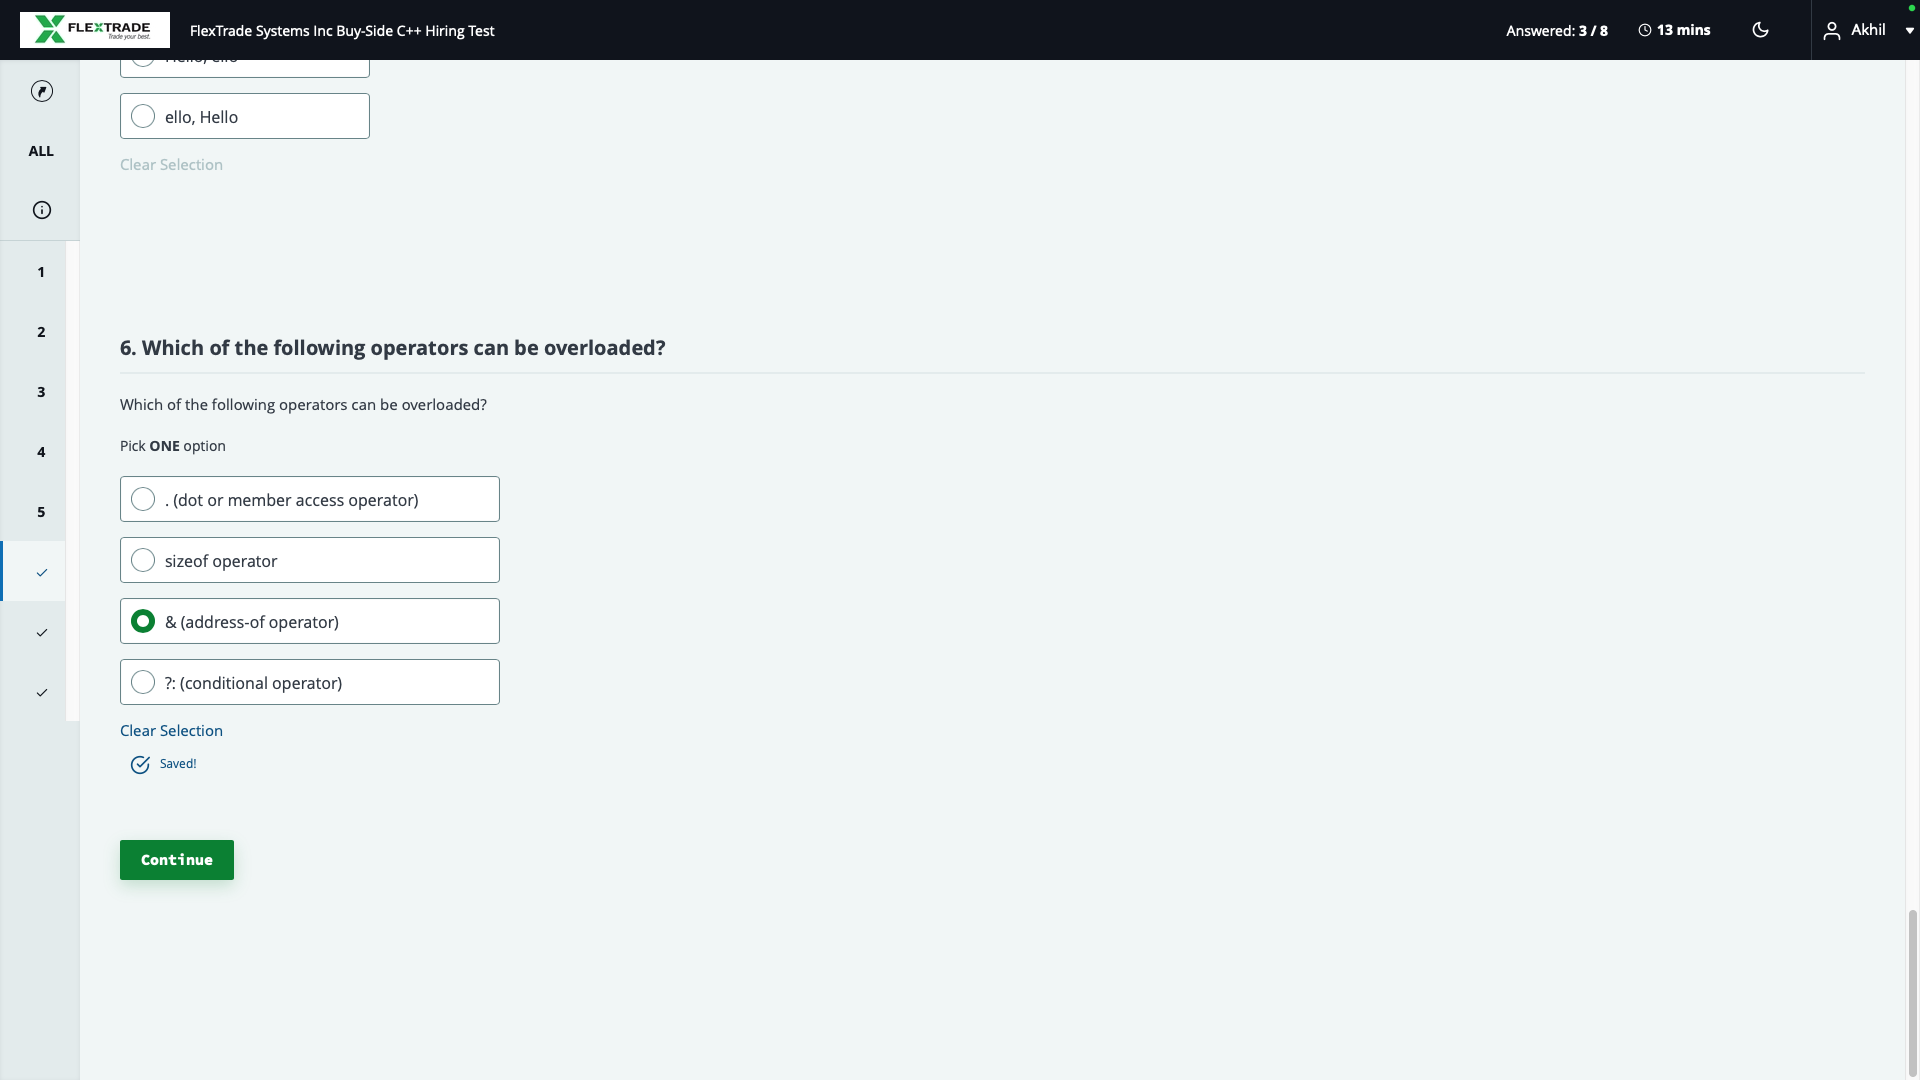 FLEXTRADE
Trade your best.
FlexTrade Systems Inc Buy-Side C++ Hiring Test
Answered: 3 / 8
13 mins
Akhil
Hello, ello
ello, Hello
Clear Selection
ALL
1
2
3
4
5
6. Which of the following operators can be overloaded?
Which of the following operators can be overloaded?
Pick ONE option
. (dot or member access operator)
sizeof operator
& (address-of operator)
?: (conditional operator)
Clear Selection
Saved!
Continue